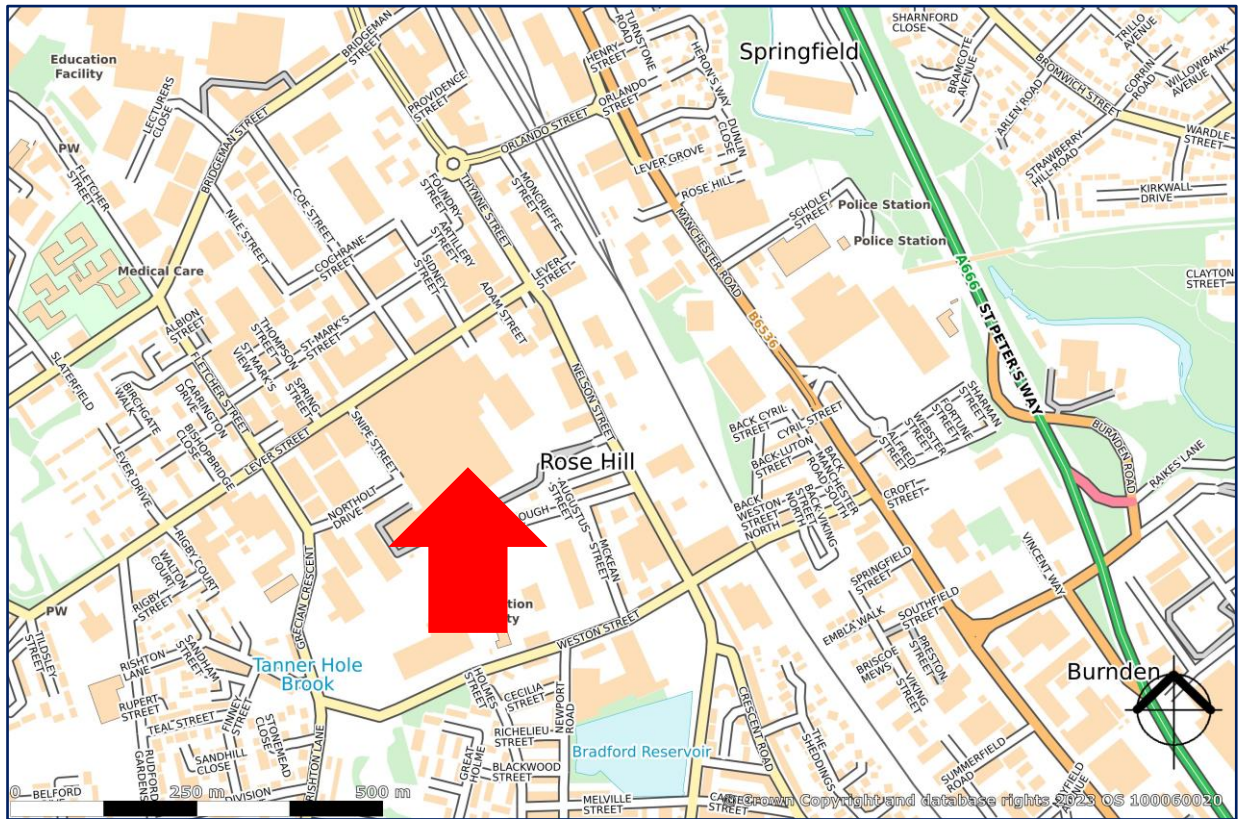 Education
Facility
LECTURERS
CLOSE
BRIDGEMAN
STREET
PROVIDENCE
STREET
HENRY
STREET
TURNSTONE
ROAD
HERON'S WAY
Springfield
SHARNFORD
CLOSE
BRAMCOTE
AVENUE
BROMWICH STREET
TRILLO
AVENUE
CORRIN
ROAD
WILLOWBANK
AVENUE
ARLEN ROAD
WARDLE
STREET
PW
FLETCHER
STREET
BRIDGEMAN STREET
ORLANDO STREET
ORLANDO
STREET
DUNLIN
CLOSE
LEVER GROVE
ROSE HILL
STRAWBERRY
HILL-ROAD
KIRKWALL
DRIVE
NILE STREET
COE STREET
COCHRANE
STREET
FOUNDRY
STREET
ARTILLERY
STREET
SIDNEY
STREET
THYNNE STREET
MONCRIEFFE
STREET
MANCHESTER ROAD
SCHOLEY
STREET
Police Station
Police Station
Medical Care
LEVER
STREET
ADAM STREET
A666
ST PETER'S WAY
CLAYTON
STREET
ALBION
STREET
THOMPSON
STREET
ST MARK'S
VIEW
ST-MARK'S
STREET
SPRING
STREET
B6536
SLATERFIELD
BIRCHGATE
WALK
CARRINGTON
DRIVE
BISHOPBRIDGE
CLOSE
FLETCHER STREET
LEVER STREET
SNIPE STREET
NELSON STREET
BACK CYRIL
STREET
CYRIL STREET
BACK-LUTON
STREET
BACK
MANCHESTER
ROAD SOUTH
ALFRED
STREET
WEBSTER
STREET
FORTUNE
STREET
SHARMAN
STREET
BURNDEN ROAD
RAIKES LANE
LEVER DRIVE
NORTHOLT
DRIVE
Rose Hill
AUGUSTUS
STREET
OUGH
MCKEAN
STREET
BACK
WESTON
STREET
NORTH
BACK-VIKING
STREET
NORTH
CROFT
STREET
RIGBY COURT
WALTON
COURT
RIGBY
STREET
GRECIAN CRESCENT
PW
TILDSLEY
STREET
WESTON STREET
SPRINGFIELD
STREET
SOUTHFIELD
STREET
VINCENT WAY
EMBLA WALK
RISHTON
LANE
SANDHAM
STREET
Tanner Hole
Brook
BRISCOE
MEWS
PRESTON
STREET
VIKING
STREET
Burnden
RUPERT
STREET
TEAL STREET
FINNEY
STREET
HOLMES
STREET
CECILIA
STREET
RICHELIEU
STREET
NEWPORT
ROAD
CRESCENT ROAD
THE
SHEDDINGS
STONEMEAD
CLOSE
SANDHILL
CLOSE
RUDFORD
GARDENS
RISHTON LANE
GREAT
HOLME
BLACKWOOD
STREET
Bradford Reservoir
SUMMERFIELD
ROAD
0
250 m
500 m
BELFORD
DIVISION
MELVILLE
STREET
STREET
AVENUE
© Crown Copyright and database rights 2023 OS 100060020